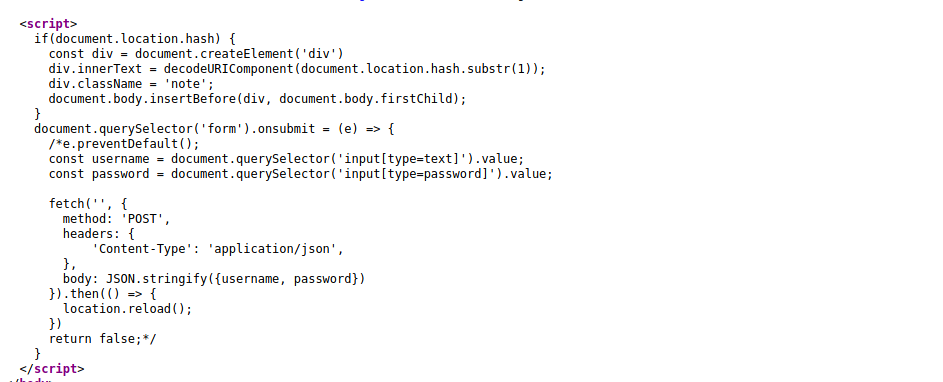 <script>
if(document.location.hash) {
const div = document.createElement('div')
div.innerText = decodeURIComponent(document.location.hash.substr(1));
div.className = 'note';
document.body.insertBefore(div, document.body.firstChild);
}
document.querySelector('form').onsubmit = (e) => {
/*e.preventDefault();
const username = document.querySelector('input[type=text]').value;
const password = document.querySelector('input[type=password]').value;

fetch('', {
method: 'POST',
headers: {
'Content-Type': 'application/json',
},
body: JSON.stringify({username, password})
}).then(() => {
location.reload();
})
return false;*/
}
</script>